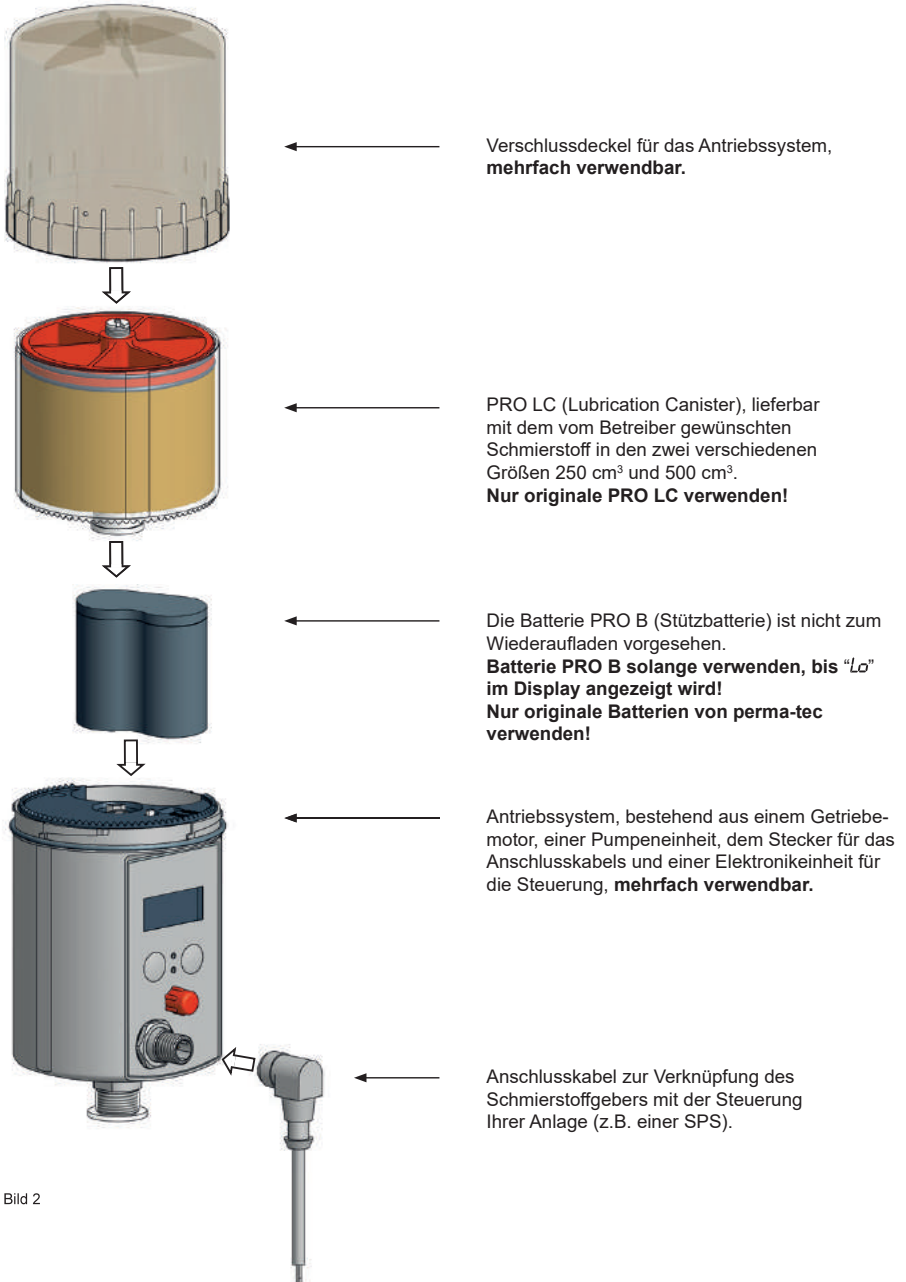 Verschlussdeckel für das Antriebssystem,
mehrfach verwendbar.
PRO LC (Lubrication Canister), lieferbar
mit dem vom Betreiber gewünschten
Schmierstoff in den zwei verschiedenen
Größen 250 cm³ und 500 cm³.
Nur originale PRO LC verwenden!
Die Batterie PRO B (Stützbatterie) ist nicht zum
Wiederaufladen vorgesehen.
Batterie PRO B solange verwenden, bis “Lo”
im Display angezeigt wird!
Nur originale Batterien von perma-tec
verwenden!
Antriebssystem, bestehend aus einem Getriebe-
motor, einer Pumpeneinheit, dem Stecker für das
Anschlusskabels und einer Elektronikeinheit für
die Steuerung, mehrfach verwendbar.
Anschlusskabel zur Verknüpfung des
Schmierstoffgebers mit der Steuerung
Ihrer Anlage (z.B. einer SPS).
Bild 2